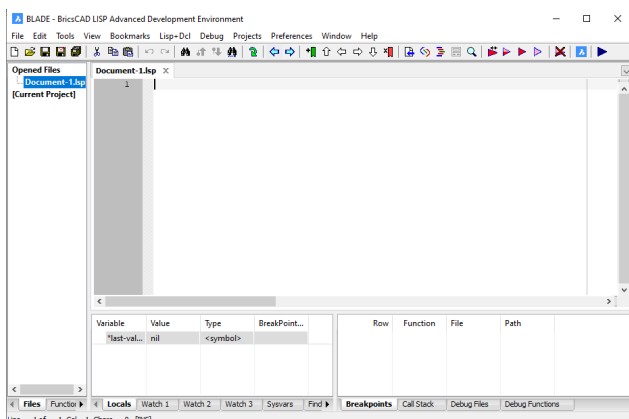 BLADE - BricsCAD LISP Advanced Development Environment
File Edit Tools View Bookmarks Lisp+Dcl Debug Projects Preferences Window Help
Opened Files
Document-1.lsp
[Current Project]
Document-1.lsp
1
Variable Value Type BreakPoint...
*last-val... nil <symbol>
Row Function File Path
Files Function
Locals Watch 1 Watch 2 Watch 3 Sysvars Find
Breakpoints Call Stack Debug Files Debug Functions